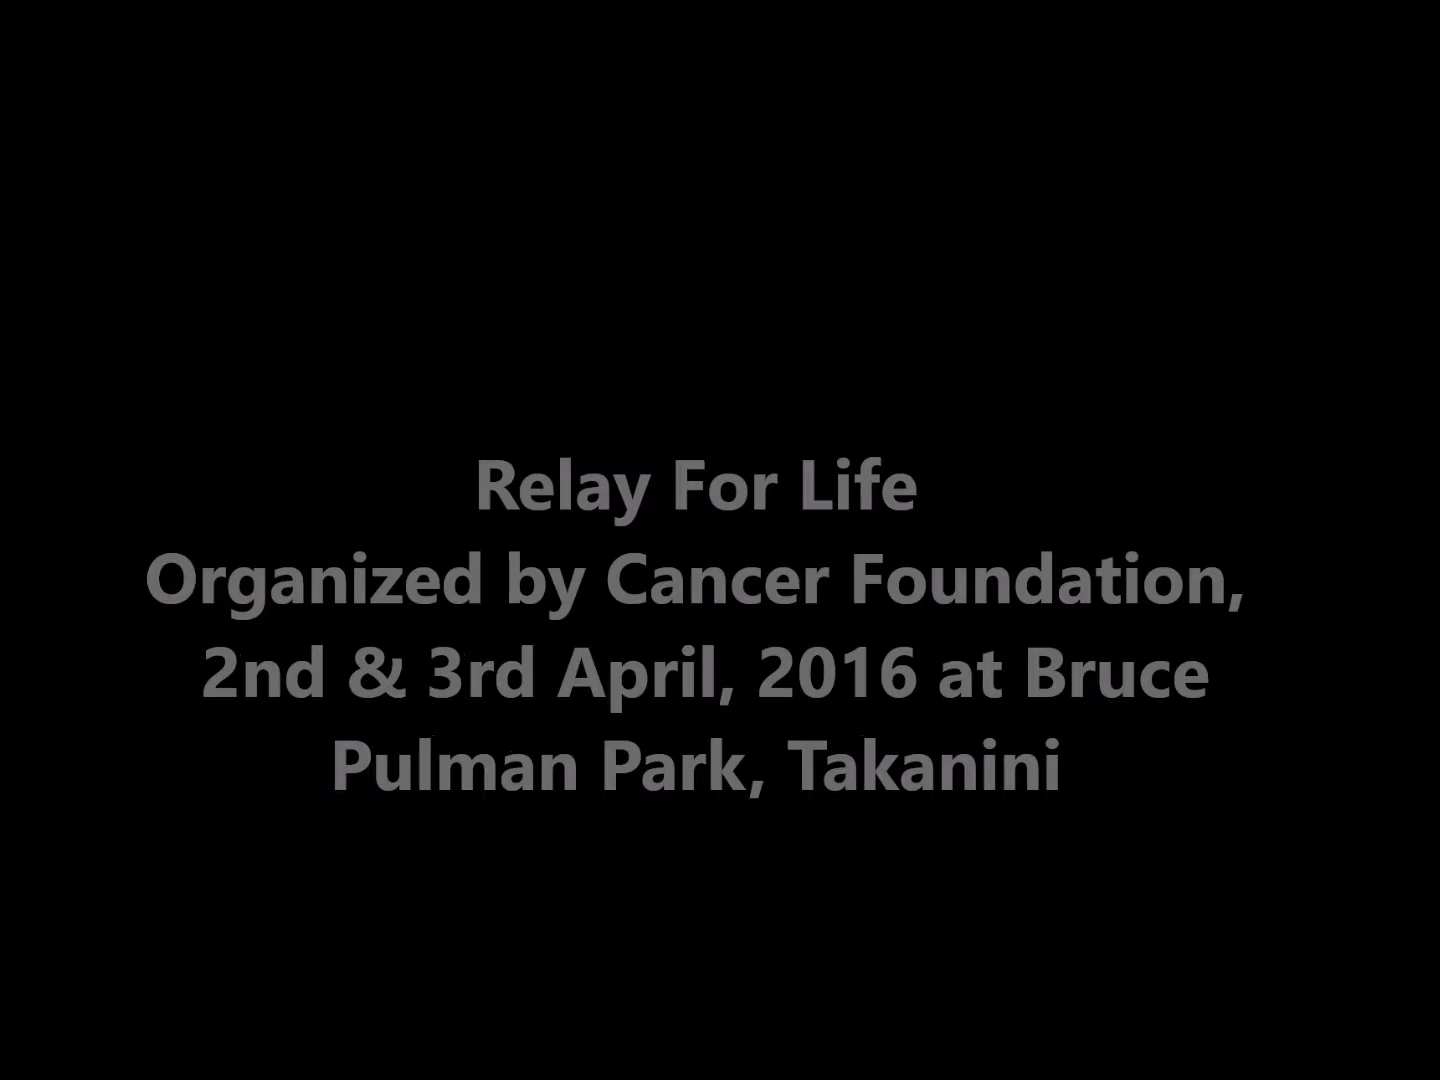 Relay For Life
Organized by Cancer Foundation,
2nd & 3rd April, 2016 at Bruce
Pulman Park, Takanini